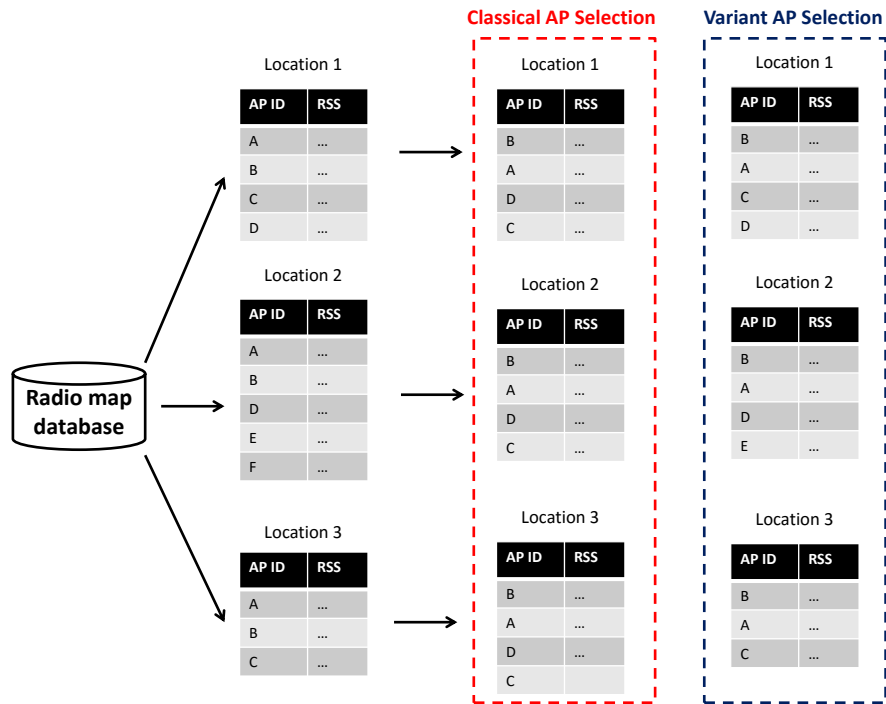 Classical AP Selection
Variant AP Selection
Radio map
database
Location 1
AP ID RSS
A ...
B ...
C ...
D ...
Location 2
AP ID RSS
A ...
B ...
D ...
E ...
F ...
Location 3
AP ID RSS
A ...
B ...
C ...
Location 1
AP ID RSS
B ...
A ...
D ...
C ...
Location 2
AP ID RSS
B ...
A ...
D ...
C ...
Location 3
AP ID RSS
B ...
A ...
D ...
C
Location 1
AP ID RSS
B ...
A ...
C ...
D ...
Location 2
AP ID RSS
B ...
A ...
D ...
E ...
Location 3
AP ID RSS
B ...
A ...
C ...